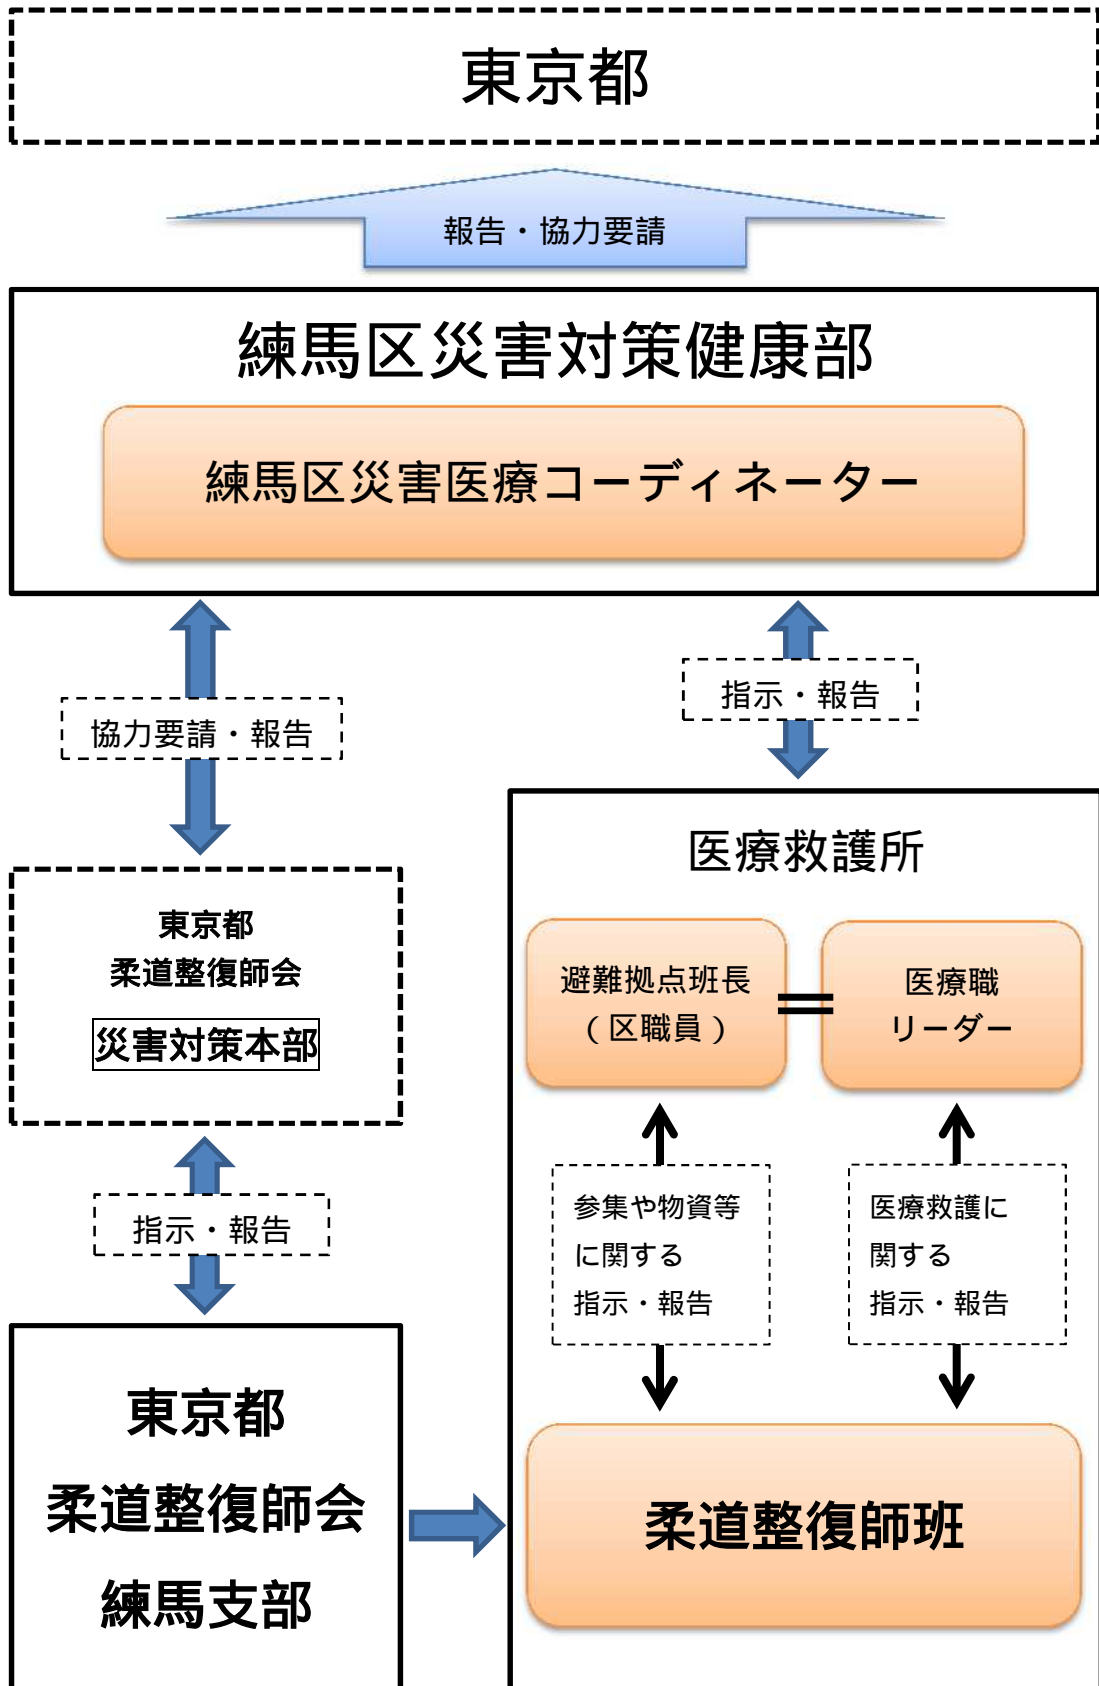 東京都
報告・協力要請
練馬区災害対策健康部
練馬区災害医療コーディネーター
協力要請・報告
指示・報告
東京都
柔道整復師会
災害対策本部
指示・報告
東京都
柔道整復師会
練馬支部
医療救護所
避難拠点班長
（区職員）
＝
医療職
リーダー
参集や物資等
に関する
指示・報告
医療救護に
関する
指示・報告
柔道整復師班